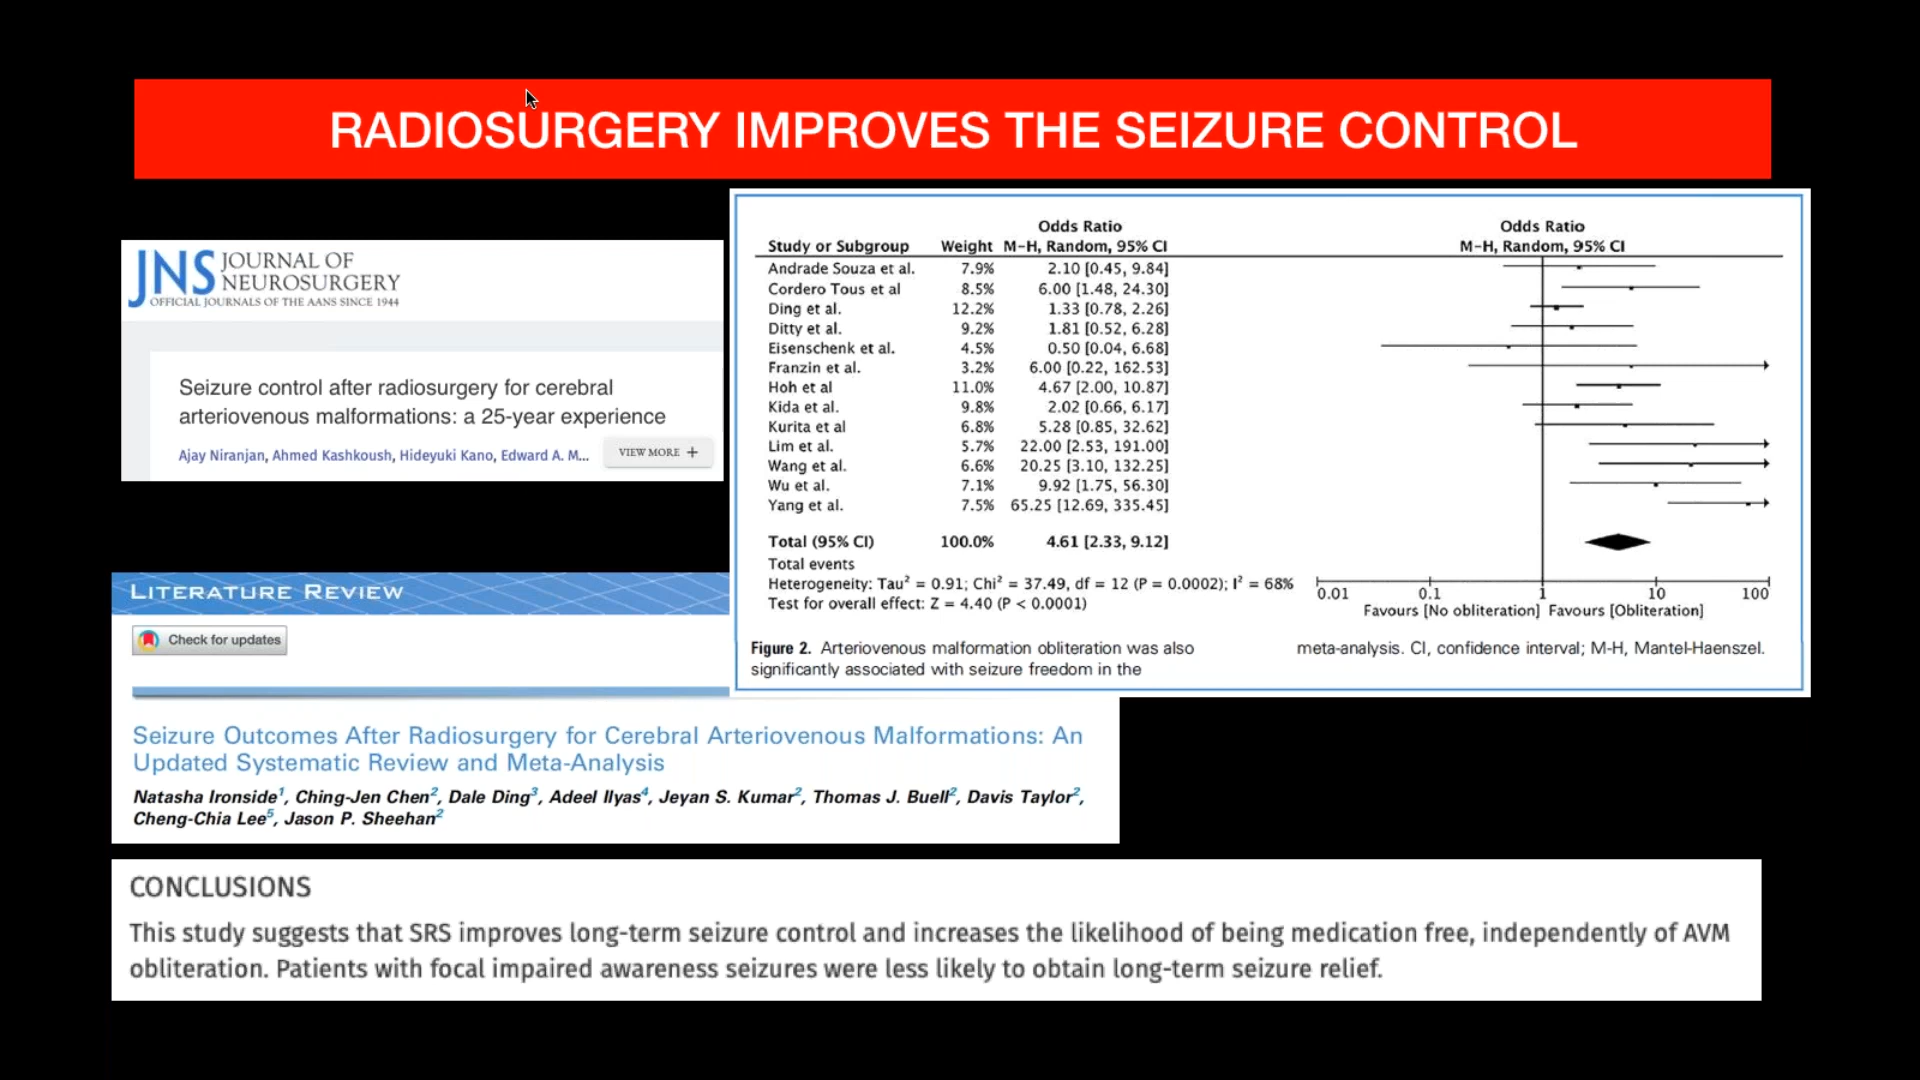 RADIOSURGERY IMPROVES THE SEIZURE CONTROL
JNS JOURNAL OF
NEUROSURGERY
OFFICIAL JOURNALS OF THE AANS SINCE 1944
Seizure control after radiosurgery for cerebral
arteriovenous malformations: a 25-year experience
Ajay Niranjan, Ahmed Kashkoush, Hideyuki Kano, Edward A. M...
VIEW MORE +
Odds Ratio Odds Ratio
Study or Subgroup Weight M-H, Random, 95% CI M-H, Random, 95% CI
Andrade Souza et al. 7.9% 2.10 [0.45, 9.84]
Cordero Tous et al 8.5% 6.00 [1.48, 24.30]
Ding et al. 12.2% 1.33 [0.78, 2.26]
Ditty et al. 9.2% 1.81 [0.52, 6.28]
Eisenschenk et al. 4.5% 0.50 [0.04, 6.68]
Franzin et al. 3.2% 6.00 [0.22, 162.53]
Hoh et al 11.0% 4.67 [2.00, 10.87]
Kida et al. 9.8% 2.02 [0.66, 6.17]
Kurita et al 6.8% 5.28 [0.85, 32.62]
Lim et al. 5.7% 22.00 [2.53, 191.00]
Wang et al. 6.6% 20.25 [3.10, 132.25]
Wu et al. 7.1% 9.92 [1.75, 56.30]
Yang et al. 7.5% 65.25 [12.69, 335.45]
Total (95% CI) 100.0% 4.61 [2.33, 9.12]
Total events
Heterogeneity: Tau² = 0.91; Chi² = 37.49, df = 12 (P = 0.0002); I² = 68%
Test for overall effect: Z = 4.40 (P < 0.0001)
0.01 0.1 1 10 100
Favours [No obliteration] Favours [Obliteration]
Figure 2. Arteriovenous malformation obliteration was also
significantly associated with seizure freedom in the
meta-analysis. CI, confidence interval; M-H, Mantel-Haenszel.
LITERATURE REVIEW
Check for updates
Seizure Outcomes After Radiosurgery for Cerebral Arteriovenous Malformations: An
Updated Systematic Review and Meta-Analysis
Natasha Ironside¹, Ching-Jen Chen², Dale Ding³, Adeel Ilyas⁴, Jeyan S. Kumar², Thomas J. Buell², Davis Taylor²,
Cheng-Chia Lee⁵, Jason P. Sheehan²
CONCLUSIONS
This study suggests that SRS improves long-term seizure control and increases the likelihood of being medication free, independently of AVM
obliteration. Patients with focal impaired awareness seizures were less likely to obtain long-term seizure relief.